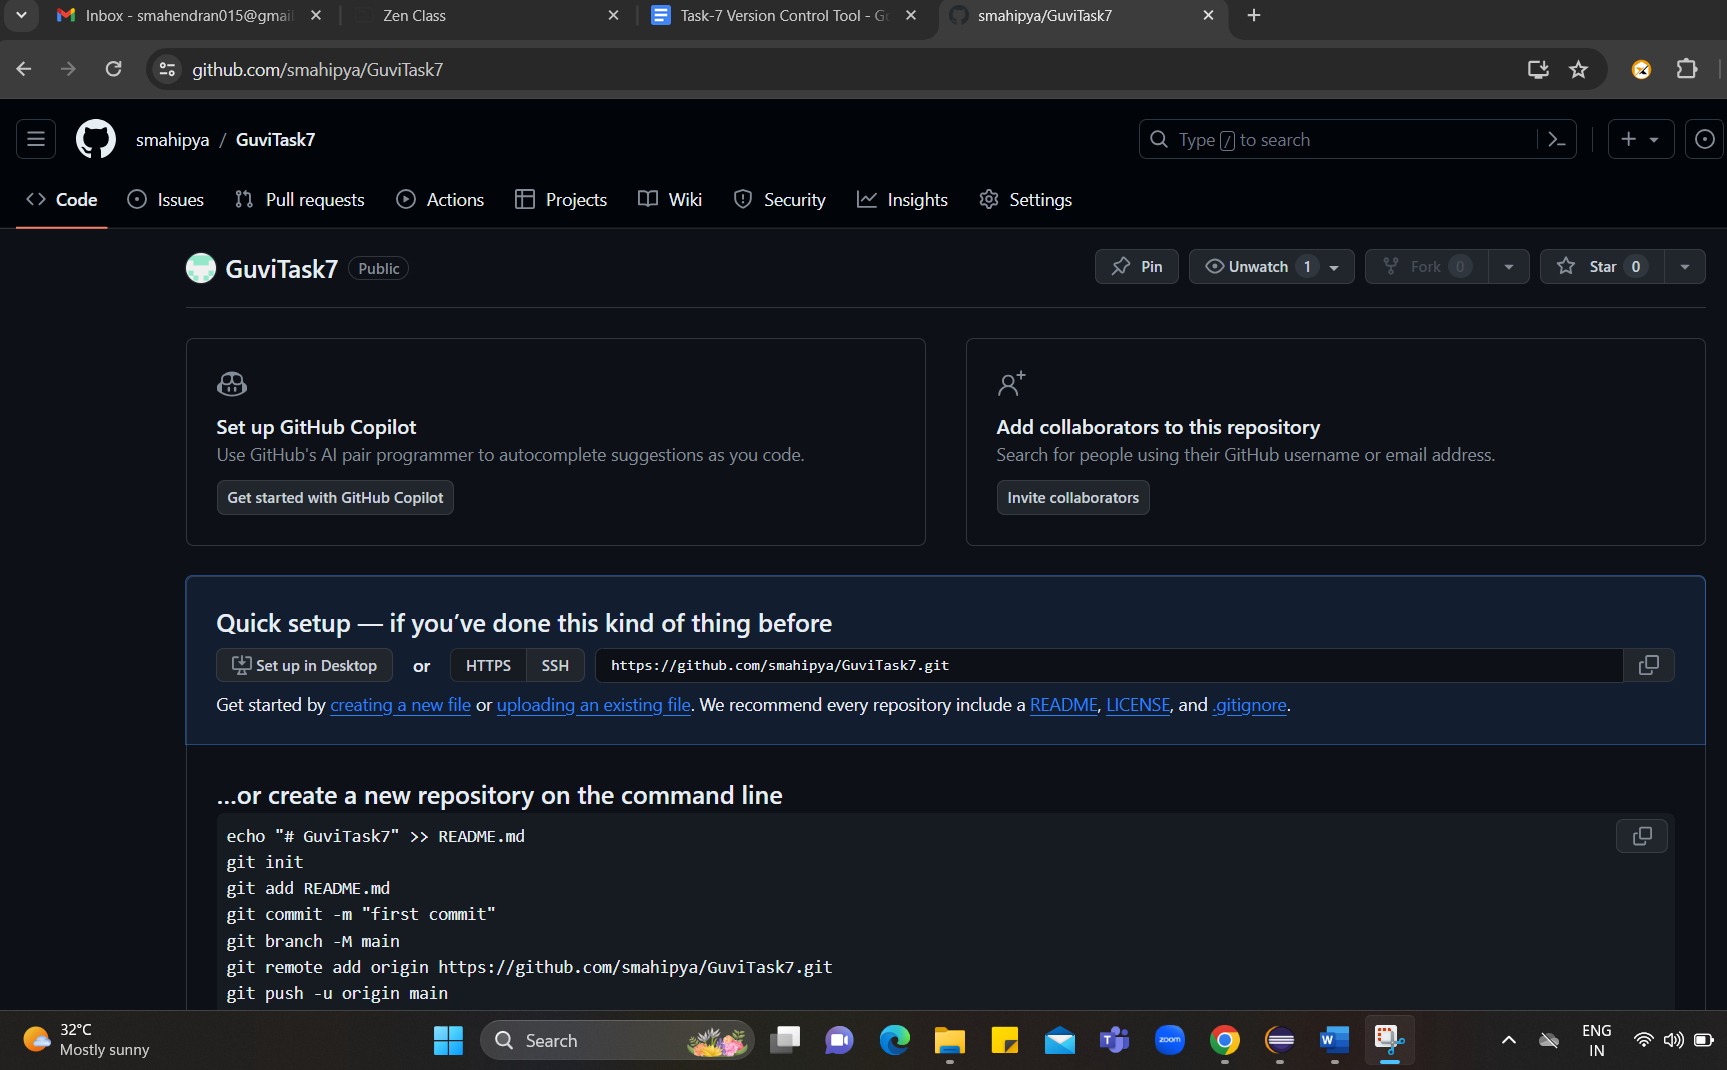 Inbox - smahendran015@gmail
Zen Class
Task-7 Version Control Tool - Go
smahipya/GuviTask7
github.com/smahipya/GuviTask7
smahipya / GuviTask7
Type / to search
Code
Issues
Pull requests
Actions
Projects
Wiki
Security
Insights
Settings
GuviTask7
Public
Pin
Unwatch 1
Fork 0
Star 0
Set up GitHub Copilot
Use GitHub's AI pair programmer to autocomplete suggestions as you code.
Get started with GitHub Copilot
Add collaborators to this repository
Search for people using their GitHub username or email address.
Invite collaborators
Quick setup — if you’ve done this kind of thing before
Set up in Desktop or HTTPS SSH https://github.com/smahipya/GuviTask7.git
Get started by creating a new file or uploading an existing file. We recommend every repository include a README, LICENSE, and .gitignore.
…or create a new repository on the command line
echo "# GuviTask7" >> README.md
git init
git add README.md
git commit -m "first commit"
git branch -M main
git remote add origin https://github.com/smahipya/GuviTask7.git
git push -u origin main
32°C
Mostly sunny
Search
zoom
ENG
IN